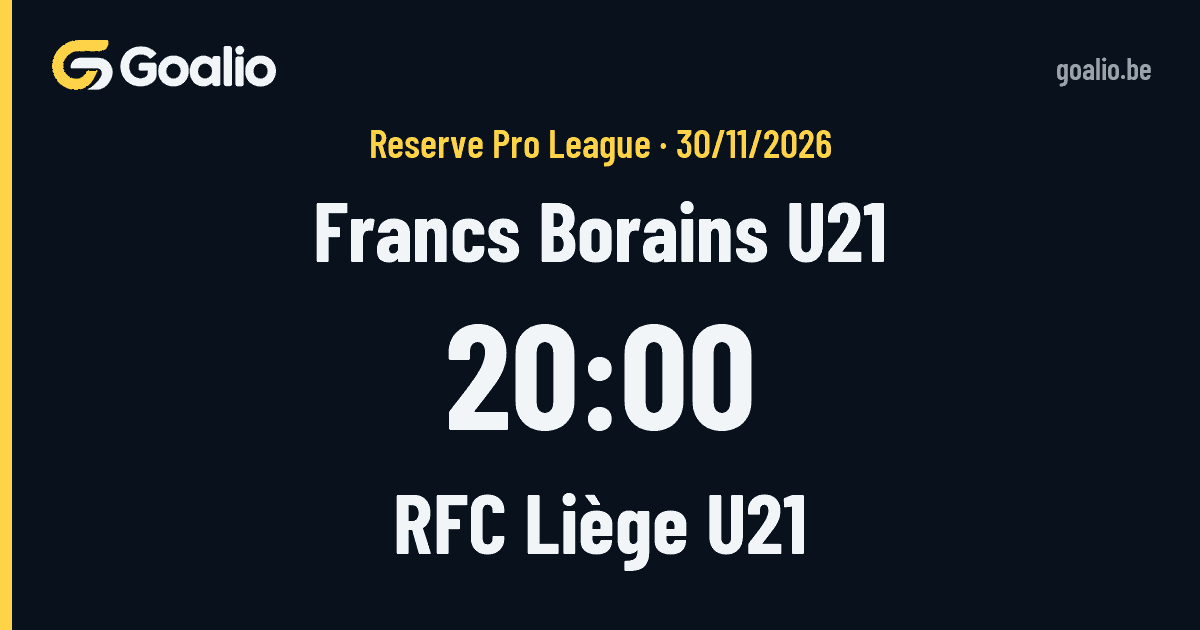 Goalio
goalio.be
Reserve Pro League · 30/11/2026
Francs Borains U21
20:00
RFC Liège U21